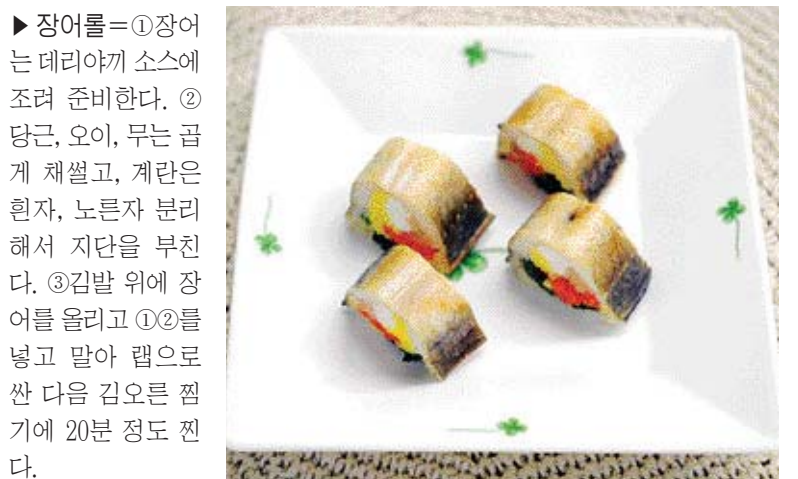 ▶장어롤=①장어
는 데리야끼 소스에
조려 준비한다. ②
당근, 오이, 무는 곱
게 채썰고, 계란은
흰자, 노른자 분리
해서 지단을 부친
다. ③김발 위에 장
어를 올리고 ①②를
넣고 말아 랩으로
싼 다음 김오른 찜
기에 20분 정도 찐
다.